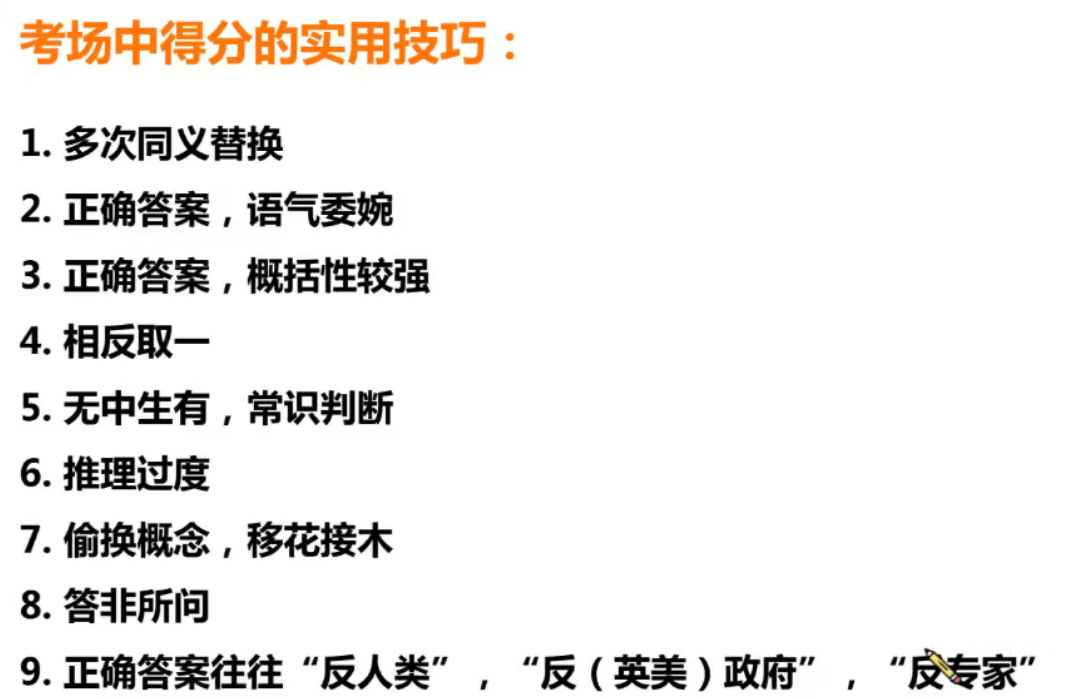 考场中得分的实用技巧：
1. 多次同义替换
2. 正确答案，语气委婉
3. 正确答案，概括性较强
4. 相反取一
5. 无中生有，常识判断
6. 推理过度
7. 偷换概念，移花接木
8. 答非所问
9. 正确答案往往“反人类”，“反（英美）政府”，“反专家”